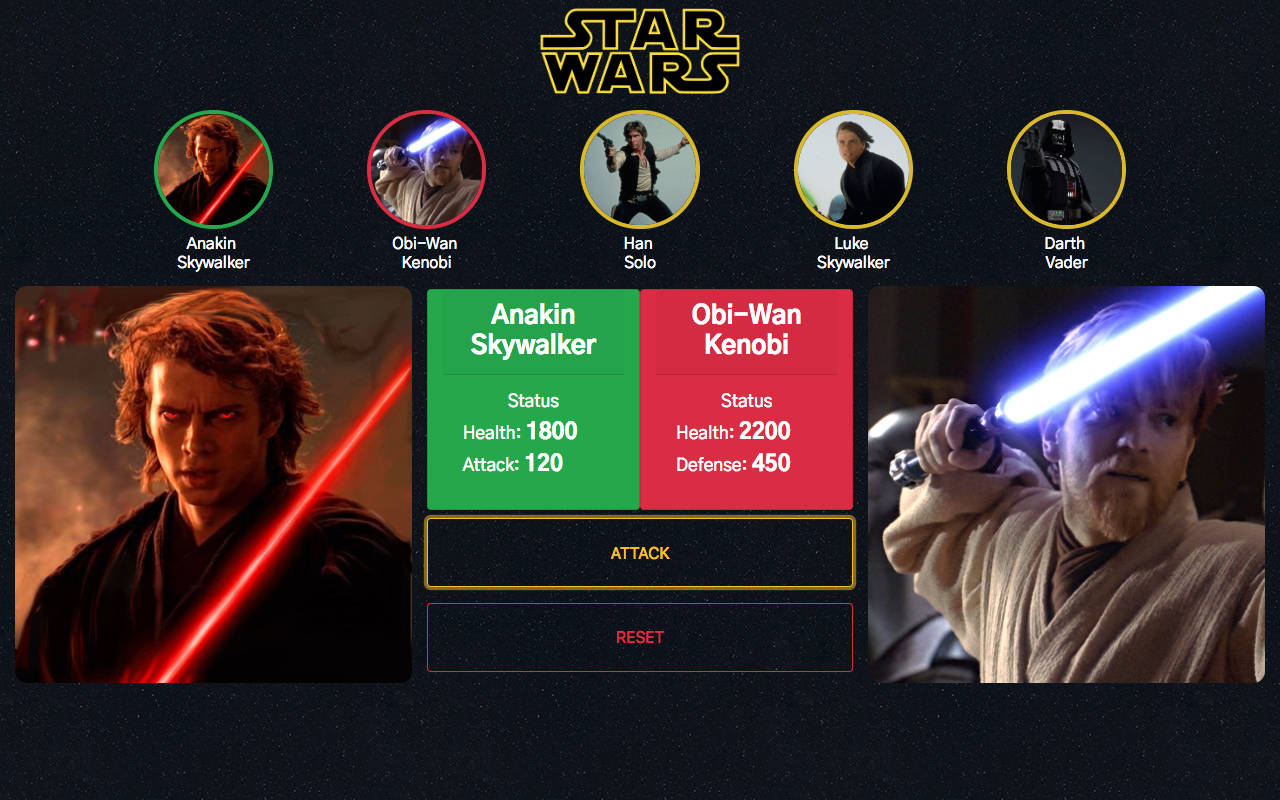 STAR
WARS
Anakin
Skywalker
Obi-Wan
Kenobi
Han
Solo
Luke
Skywalker
Darth
Vader
Anakin
Skywalker
Status
Health: 1800
Attack: 120
Obi-Wan
Kenobi
Status
Health: 2200
Defense: 450
ATTACK
RESET